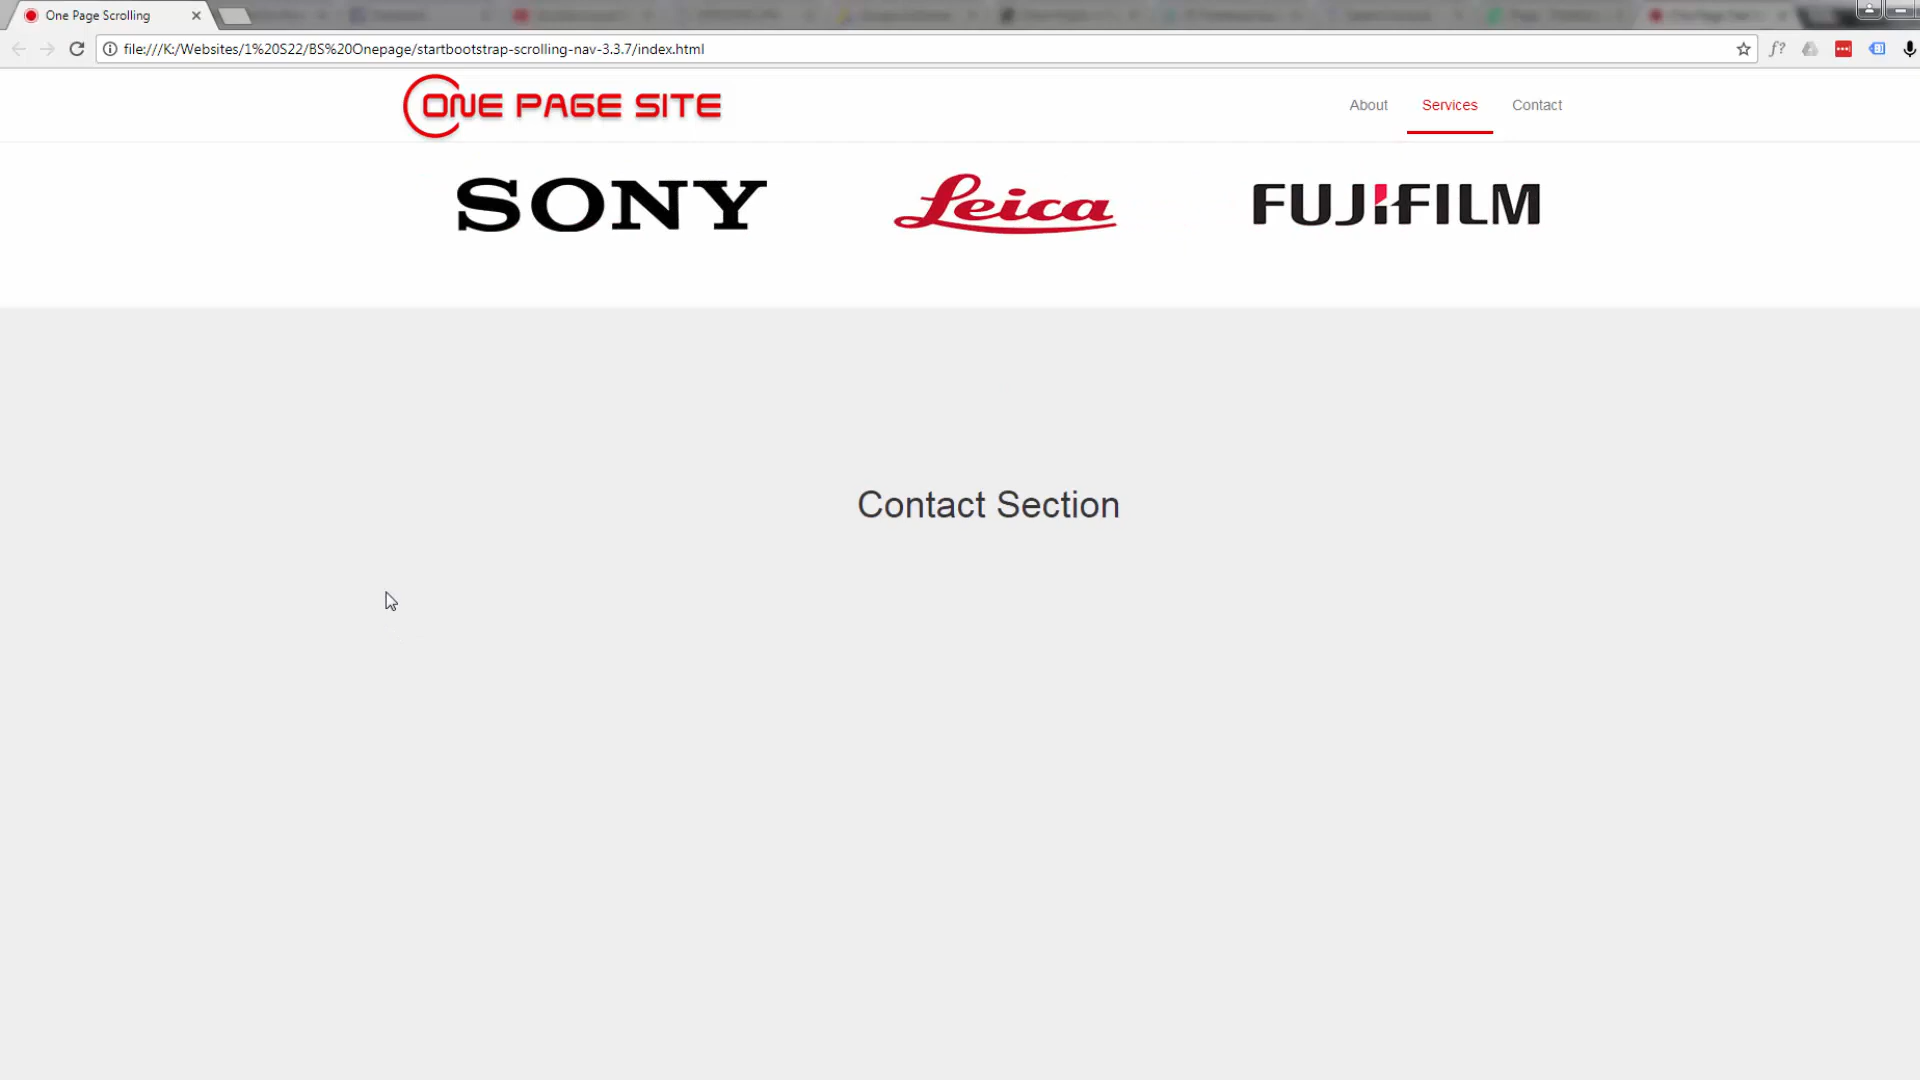 One Page Scrolling
file:///K:/Websites/1%20S22/BS%20Onepage/startbootstrap-scrolling-nav-3.3.7/index.html
f?
ONE PAGE SITE
About Services Contact
SONY Leica FUJIFILM
Contact Section